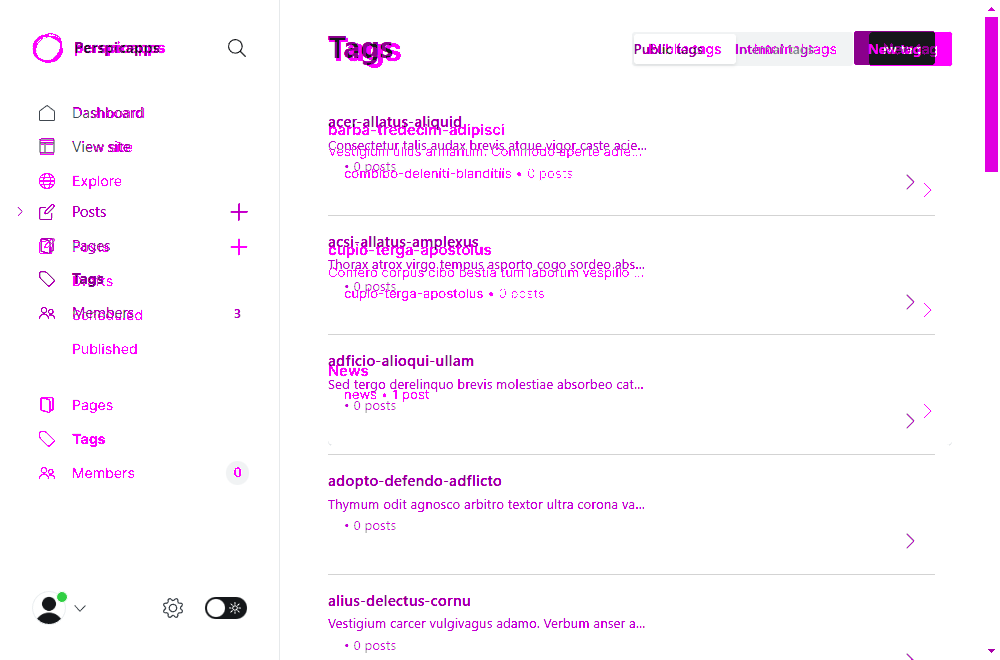 Perspicapps
Dashboard
View site
Explore
Posts
Pages
Posts
Tags
Drafts
Members 3
Scheduled
Published
Pages
Tags
Members 0
Tags
Public tags Internal tags New tag
acer-allatus-aliquid
barba-tredecim-adipisci
Consectetur talis audax brevis atque vigor caste acie...
Vestigium ullus armarium. Commodo aperte adfe...
• 0 posts
combibo-deleniti-blanditiis • 0 posts
acsi-allatus-amplexus
cupio-terga-apostolus
Thorax atrox virgo tempus asporto cogo sordeo abs...
Confero corpus cibo bestia tum laborum vespillo ...
• 0 posts
cupio-terga-apostolus • 0 posts
adficio-alioqui-ullam
News
Sed tergo derelinquo brevis molestiae absorbeo cat...
news • 1 post
• 0 posts
adopto-defendo-adflicto
Thymum odit agnosco arbitro textor ultra corona va...
• 0 posts
alius-delectus-cornu
Vestigium carcer vulgivagus adamo. Verbum anser a...
• 0 posts